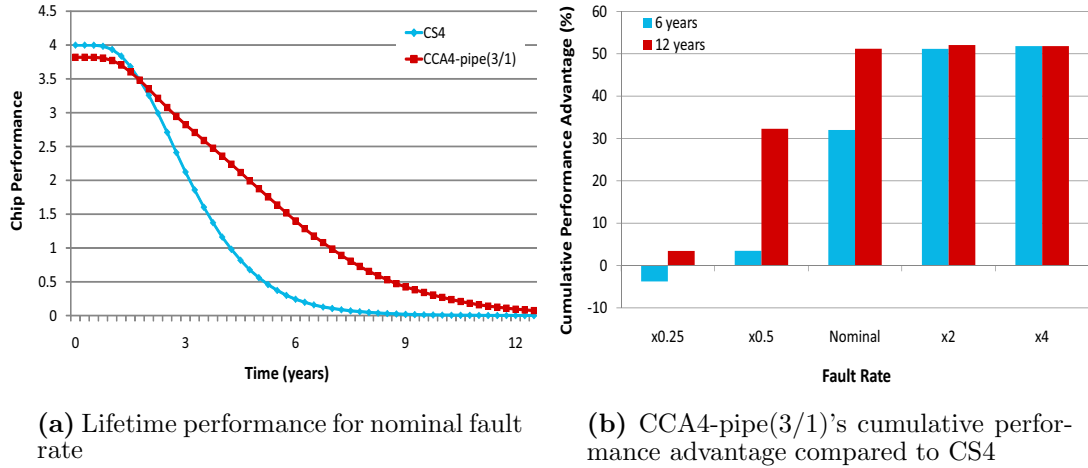 4.5
4
3.5
3
2.5
2
1.5
1
0.5
0
Chip Performance
CS4
CCA4-pipe(3/1)
0 3 6 9 12
Time (years)
(a) Lifetime performance for nominal fault
rate
60
50
40
30
20
10
0
-10
Cumulative Performance Advantage (%)
6 years
12 years
x0.25 x0.5 Nominal x2 x4
Fault Rate
(b) CCA4-pipe(3/1)'s cumulative perfor-
mance advantage compared to CS4